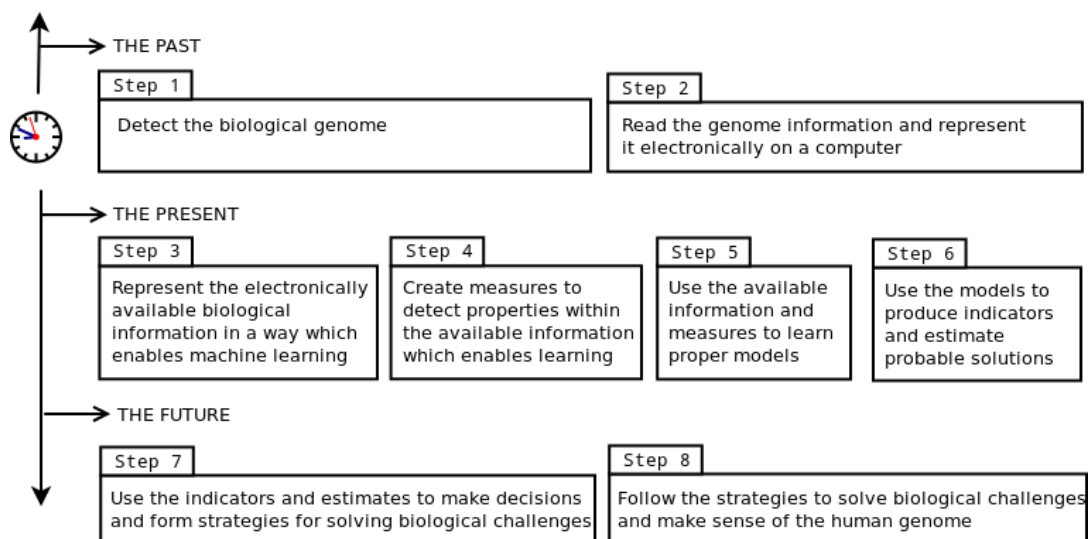 THE PAST
Step 1
Detect the biological genome
Step 2
Read the genome information and represent
it electronically on a computer
THE PRESENT
Step 3
Represent the electronically
available biological
information in a way which
enables machine learning
Step 4
Create measures to
detect properties within
the available information
which enables learning
Step 5
Use the available
information and
measures to learn
proper models
Step 6
Use the models to
produce indicators
and estimate
probable solutions
THE FUTURE
Step 7
Use the indicators and estimates to make decisions
and form strategies for solving biological challenges
Step 8
Follow the strategies to solve biological challenges
and make sense of the human genome